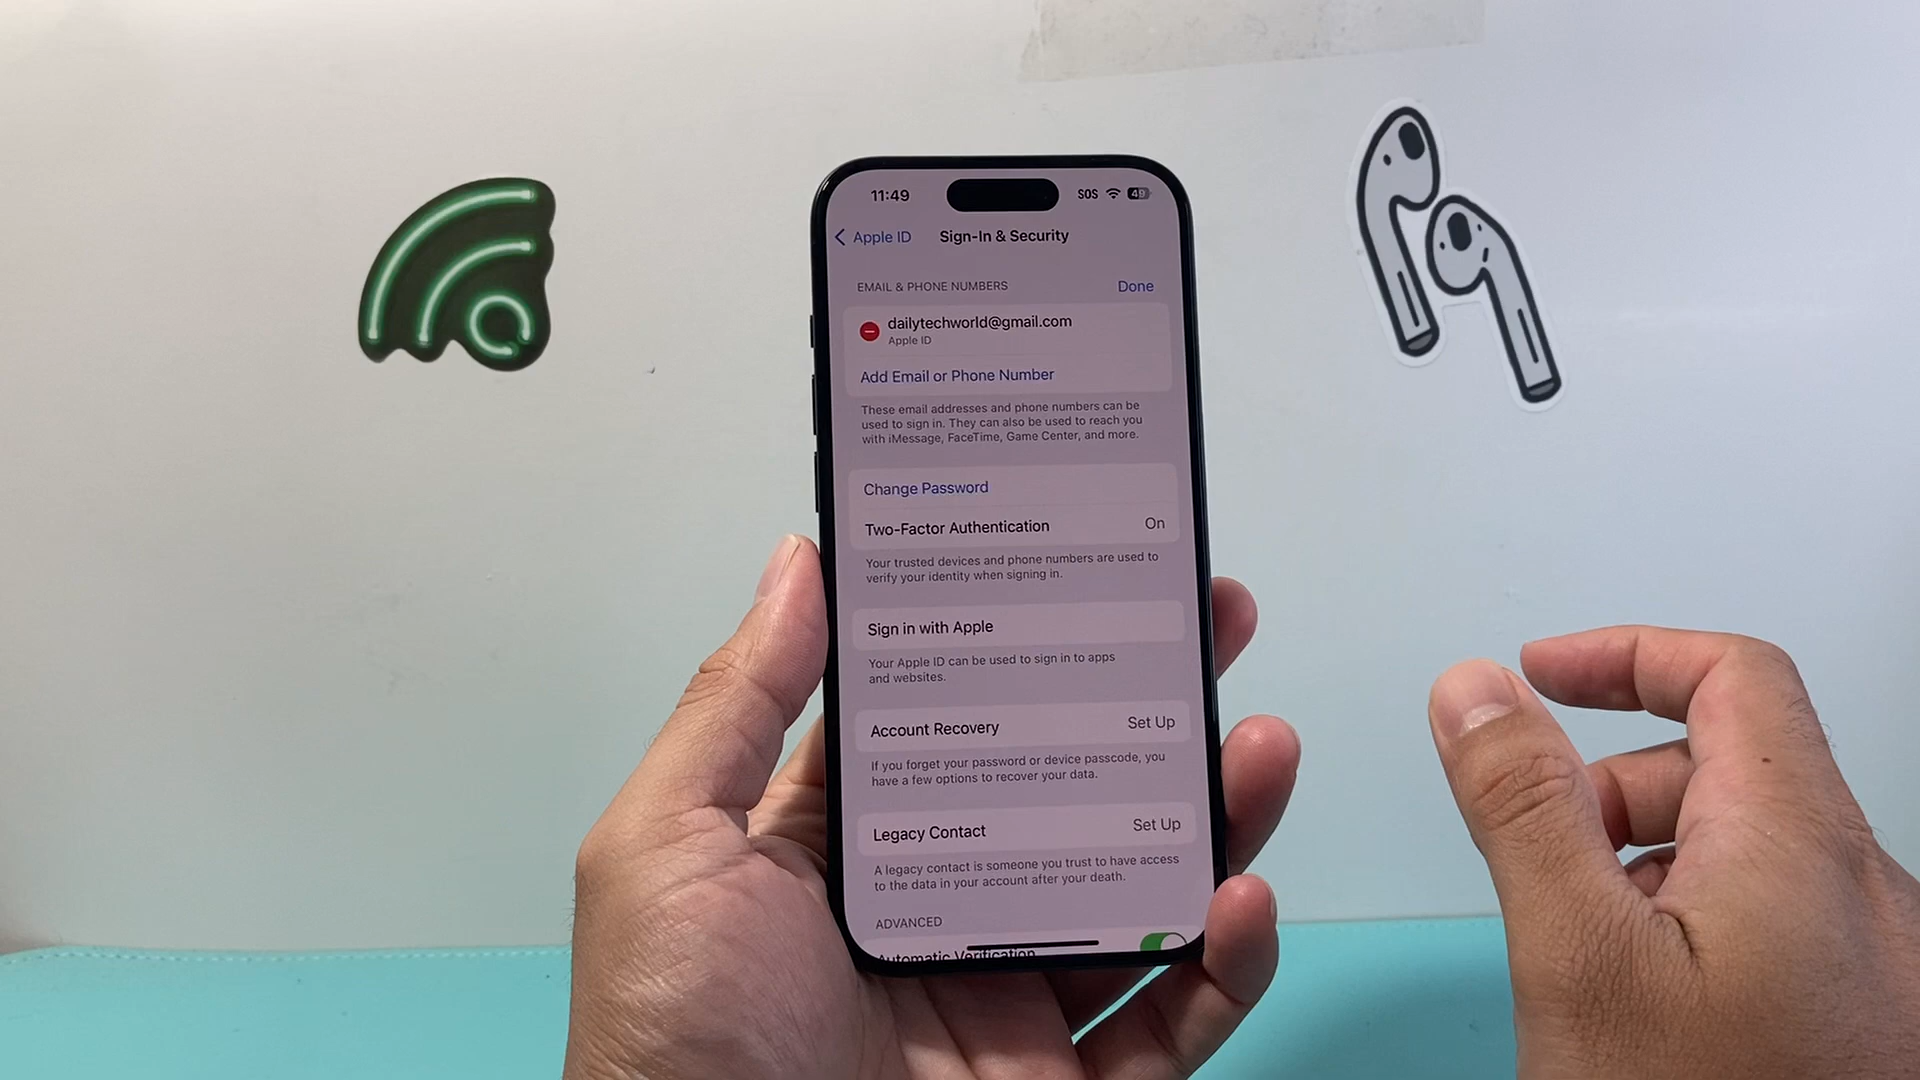 11:49 SOS 49
Apple ID Sign-In & Security
EMAIL & PHONE NUMBERS Done
dailytechworld@gmail.com
Apple ID
Add Email or Phone Number
These email addresses and phone numbers can be
used to sign in. They can also be used to reach you
with iMessage, FaceTime, Game Center, and more.
Change Password
Two-Factor Authentication On
Your trusted devices and phone numbers are used to
verify your identity when signing in.
Sign in with Apple
Your Apple ID can be used to sign in to apps
and websites.
Account Recovery Set Up
If you forget your password or device passcode, you
have a few options to recover your data.
Legacy Contact Set Up
A legacy contact is someone you trust to have access
to the data in your account after your death.
ADVANCED
Automatic Verification